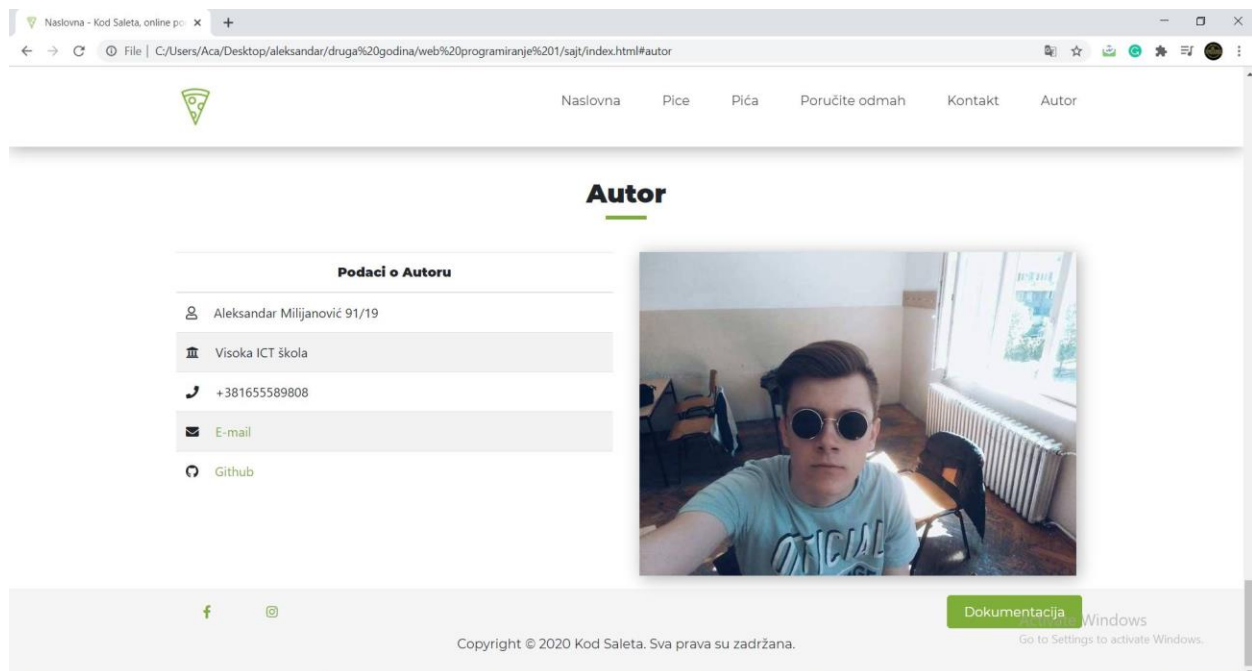 Naslovna - Kod Saleta, online po
File | C:/Users/Aca/Desktop/aleksandar/druga%20godina/web%20programiranje%201/sajt/index.html#autor
Naslovna Pice Pića Poručite odmah Kontakt Autor
Autor
Podaci o Autoru
Aleksandar Milijanović 91/19
Visoka ICT škola
+381655589808
E-mail
Github
Dokumentacija
Activate Windows
Go to Settings to activate Windows.
Copyright © 2020 Kod Saleta. Sva prava su zadržana.